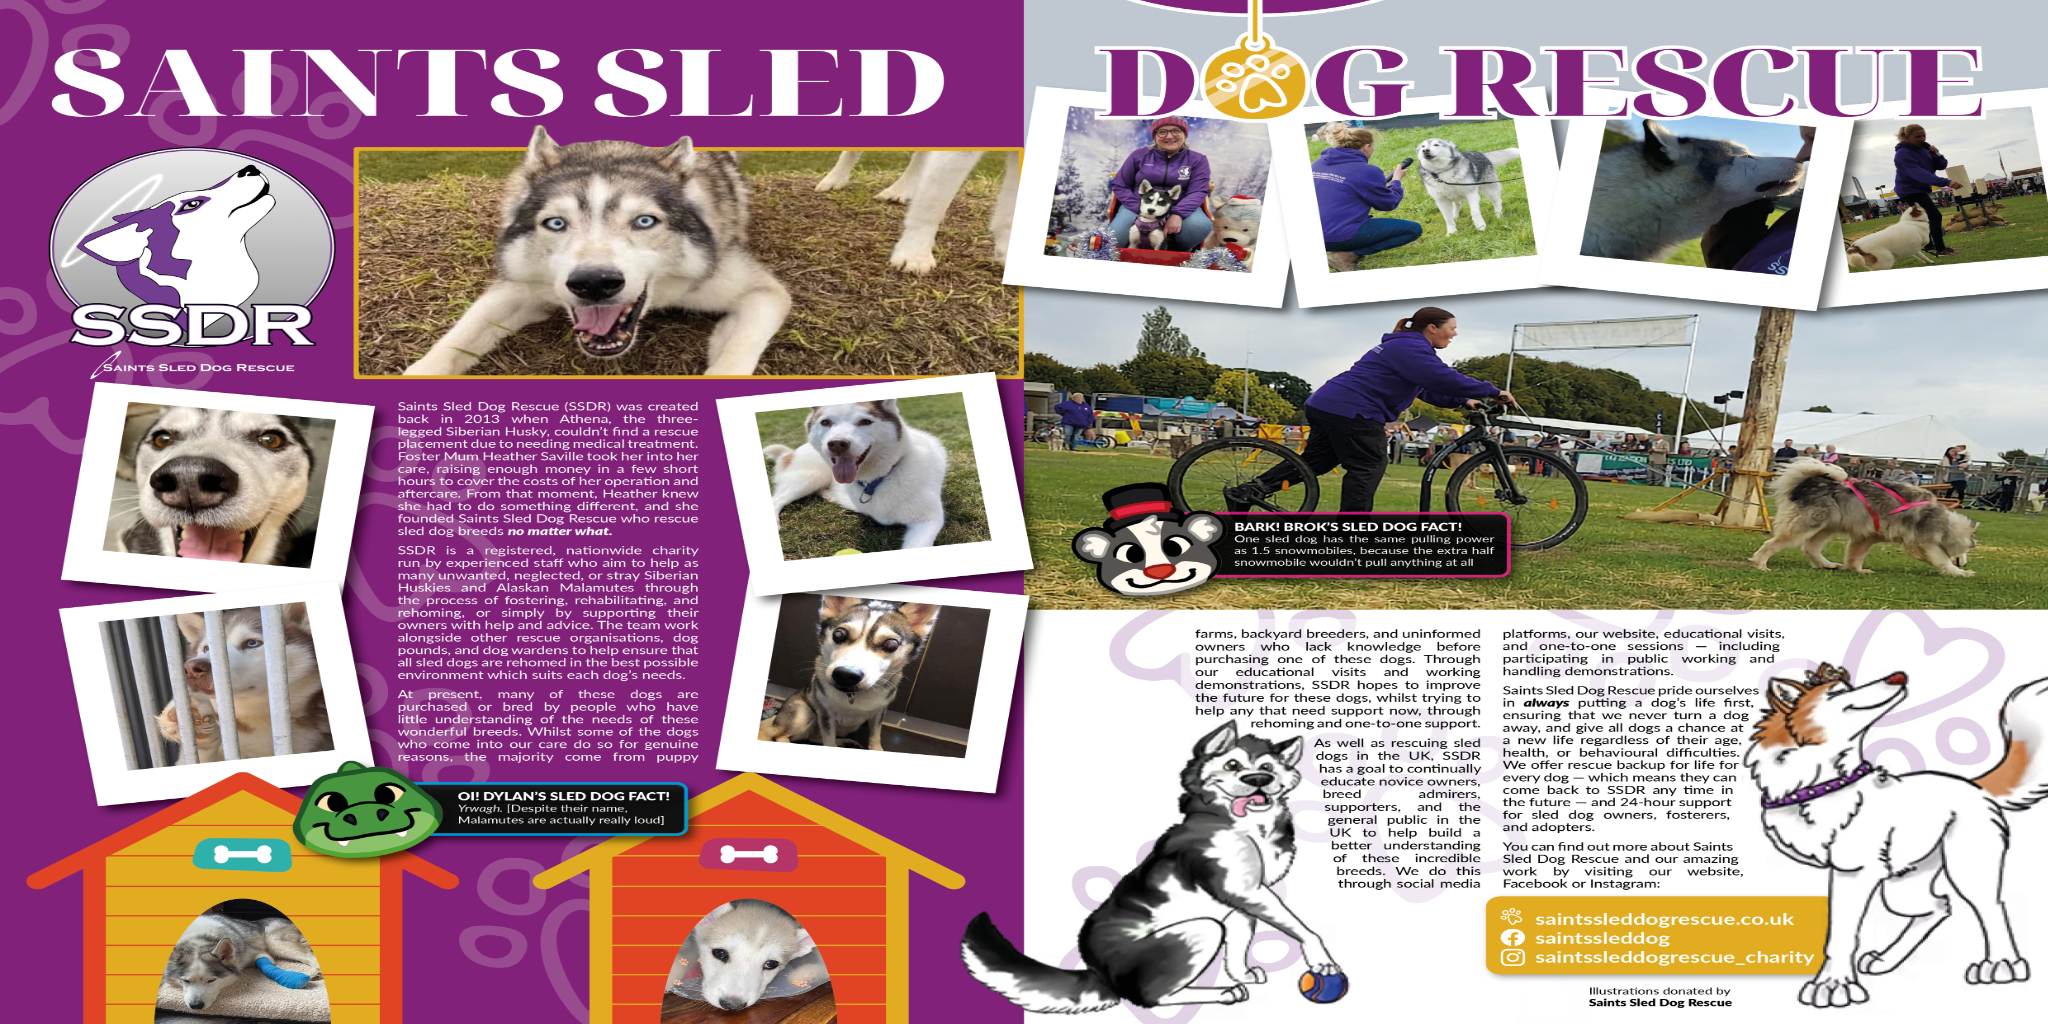 SAINTS SLED DOG RESCUE
SSDR
SAINTS SLED DOG RESCUE
Saints Sled Dog Rescue (SSDR) was created
back in 2013 when Athena, the three-
legged Siberian Husky, couldn't find a rescue
placement due to needing medical treatment.
Foster Mum Heather Saville took her into her
care, raising enough money in a few short
hours to cover the costs of her operation and
aftercare. From that moment, Heather knew
she had to do something different, and she
founded Saints Sled Dog Rescue who rescue
sled dog breeds no matter what.
SSDR is a registered, nationwide charity
run by experienced staff who aim to help as
many unwanted, neglected, or stray Siberian
Huskies and Alaskan Malamutes through
the process of fostering, rehabilitating, and
rehoming, or simply by supporting their
owners with help and advice. The team work
alongside other rescue organisations, dog
pounds, and dog wardens to help ensure that
all sled dogs are rehomed in the best possible
environment which suits each dog's needs.
At present, many of these dogs are
purchased or bred by people who have
little understanding of the needs of these
wonderful breeds. Whilst some of the dogs
who come into our care do so for genuine
reasons, the majority come from puppy
OI! DYLAN'S SLED DOG FACT!
Yrwagh. [Despite their name,
Malamutes are actually really loud]
BARK! BROK'S SLED DOG FACT!
One sled dog has the same pulling power
as 1.5 snowmobiles, because the extra half
snowmobile wouldn't pull anything at all
farms, backyard breeders, and uninformed
owners who lack knowledge before
purchasing one of these dogs. Through
our educational visits and working
demonstrations, SSDR hopes to improve
the future for these dogs, whilst trying to
help any that need support now, through
rehoming and one-to-one support.
As well as rescuing sled
dogs in the UK, SSDR
has a goal to continually
educate novice owners,
breed admirers,
supporters, and the
general public in the
UK to help build a
better understanding
of these incredible
breeds. We do this
through social media
platforms, our website, educational visits,
and one-to-one sessions — including
participating in public working and
handling demonstrations.
Saints Sled Dog Rescue pride ourselves
in always putting a dog's life first,
ensuring that we never turn a dog
away, and give all dogs a chance at
a new life regardless of their age,
health, or behavioural difficulties.
We offer rescue backup for life for
every dog — which means they can
come back to SSDR any time in
the future — and 24-hour support
for sled dog owners, fosterers,
and adopters.
You can find out more about Saints
Sled Dog Rescue and our amazing
work by visiting our website,
Facebook or Instagram:
saintssleddogrescue.co.uk
saintssleddog
saintssleddogrescue_charity
Illustrations donated by
Saints Sled Dog Rescue